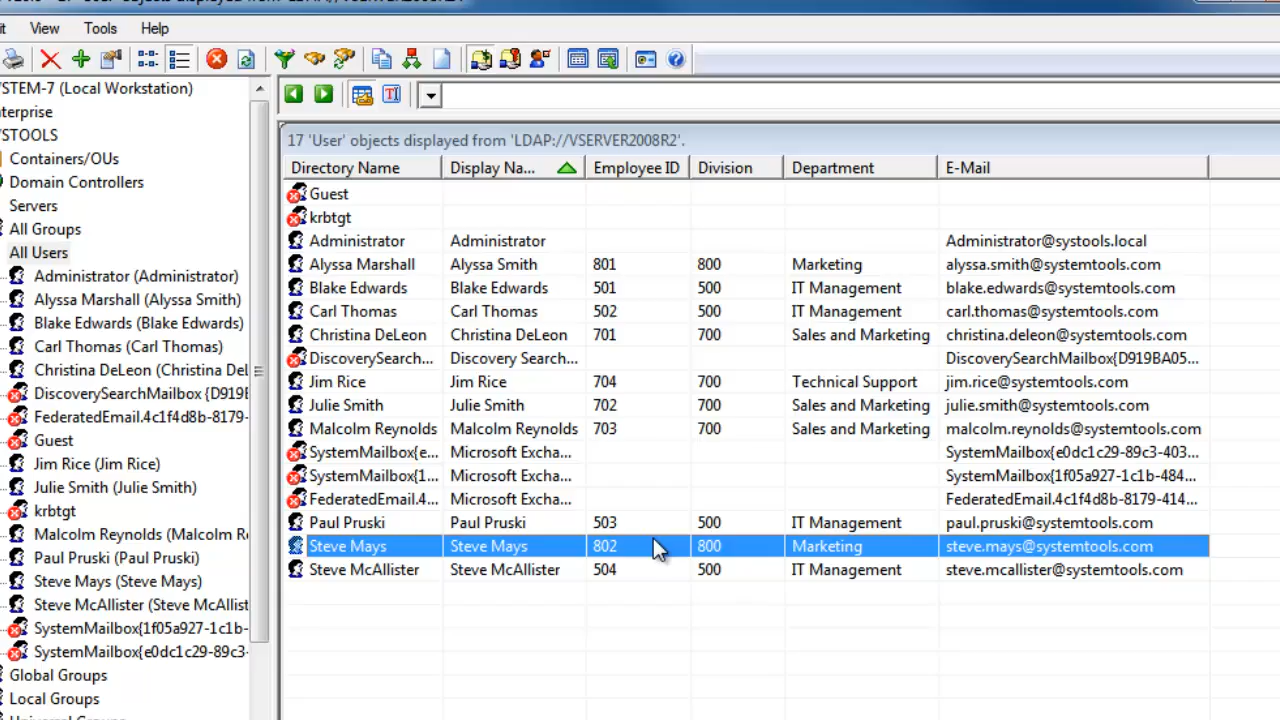 View Tools Help
STEM-7 (Local Workstation)
terprise
STOOLS
Containers/OUs
Domain Controllers
Servers
All Groups
All Users
Administrator (Administrator)
Alyssa Marshall (Alyssa Smith)
Blake Edwards (Blake Edwards)
Carl Thomas (Carl Thomas)
Christina DeLeon (Christina DeL
DiscoverySearchMailbox {D919B
FederatedEmail.4c1f4d8b-8179-
Guest
Jim Rice (Jim Rice)
Julie Smith (Julie Smith)
krbtgt
Malcolm Reynolds (Malcolm R
Paul Pruski (Paul Pruski)
Steve Mays (Steve Mays)
Steve McAllister (Steve McAllist
SystemMailbox{1f05a927-1c1b-
SystemMailbox{e0dc1c29-89c3-
Global Groups
Local Groups
17 'User' objects displayed from 'LDAP://VSERVER2008R2'.
Directory Name Display Na... Employee ID Division Department E-Mail
Guest
krbtgt
Administrator Administrator Administrator@systools.local
Alyssa Marshall Alyssa Smith 801 800 Marketing alyssa.smith@systemtools.com
Blake Edwards Blake Edwards 501 500 IT Management blake.edwards@systemtools.com
Carl Thomas Carl Thomas 502 500 IT Management carl.thomas@systemtools.com
Christina DeLeon Christina DeLeon 701 700 Sales and Marketing christina.deleon@systemtools.com
DiscoverySearch... Discovery Search... DiscoverySearchMailbox{D919BA05...
Jim Rice Jim Rice 704 700 Technical Support jim.rice@systemtools.com
Julie Smith Julie Smith 702 700 Sales and Marketing julie.smith@systemtools.com
Malcolm Reynolds Malcolm Reynolds 703 700 Sales and Marketing malcolm.reynolds@systemtools.com
SystemMailbox{e... Microsoft Excha... SystemMailbox{e0dc1c29-89c3-403...
SystemMailbox{1... Microsoft Excha... SystemMailbox{1f05a927-1c1b-484...
FederatedEmail.4... Microsoft Excha... FederatedEmail.4c1f4d8b-8179-414...
Paul Pruski Paul Pruski 503 500 IT Management paul.pruski@systemtools.com
Steve Mays Steve Mays 802 800 Marketing steve.mays@systemtools.com
Steve McAllister Steve McAllister 504 500 IT Management steve.mcallister@systemtools.com